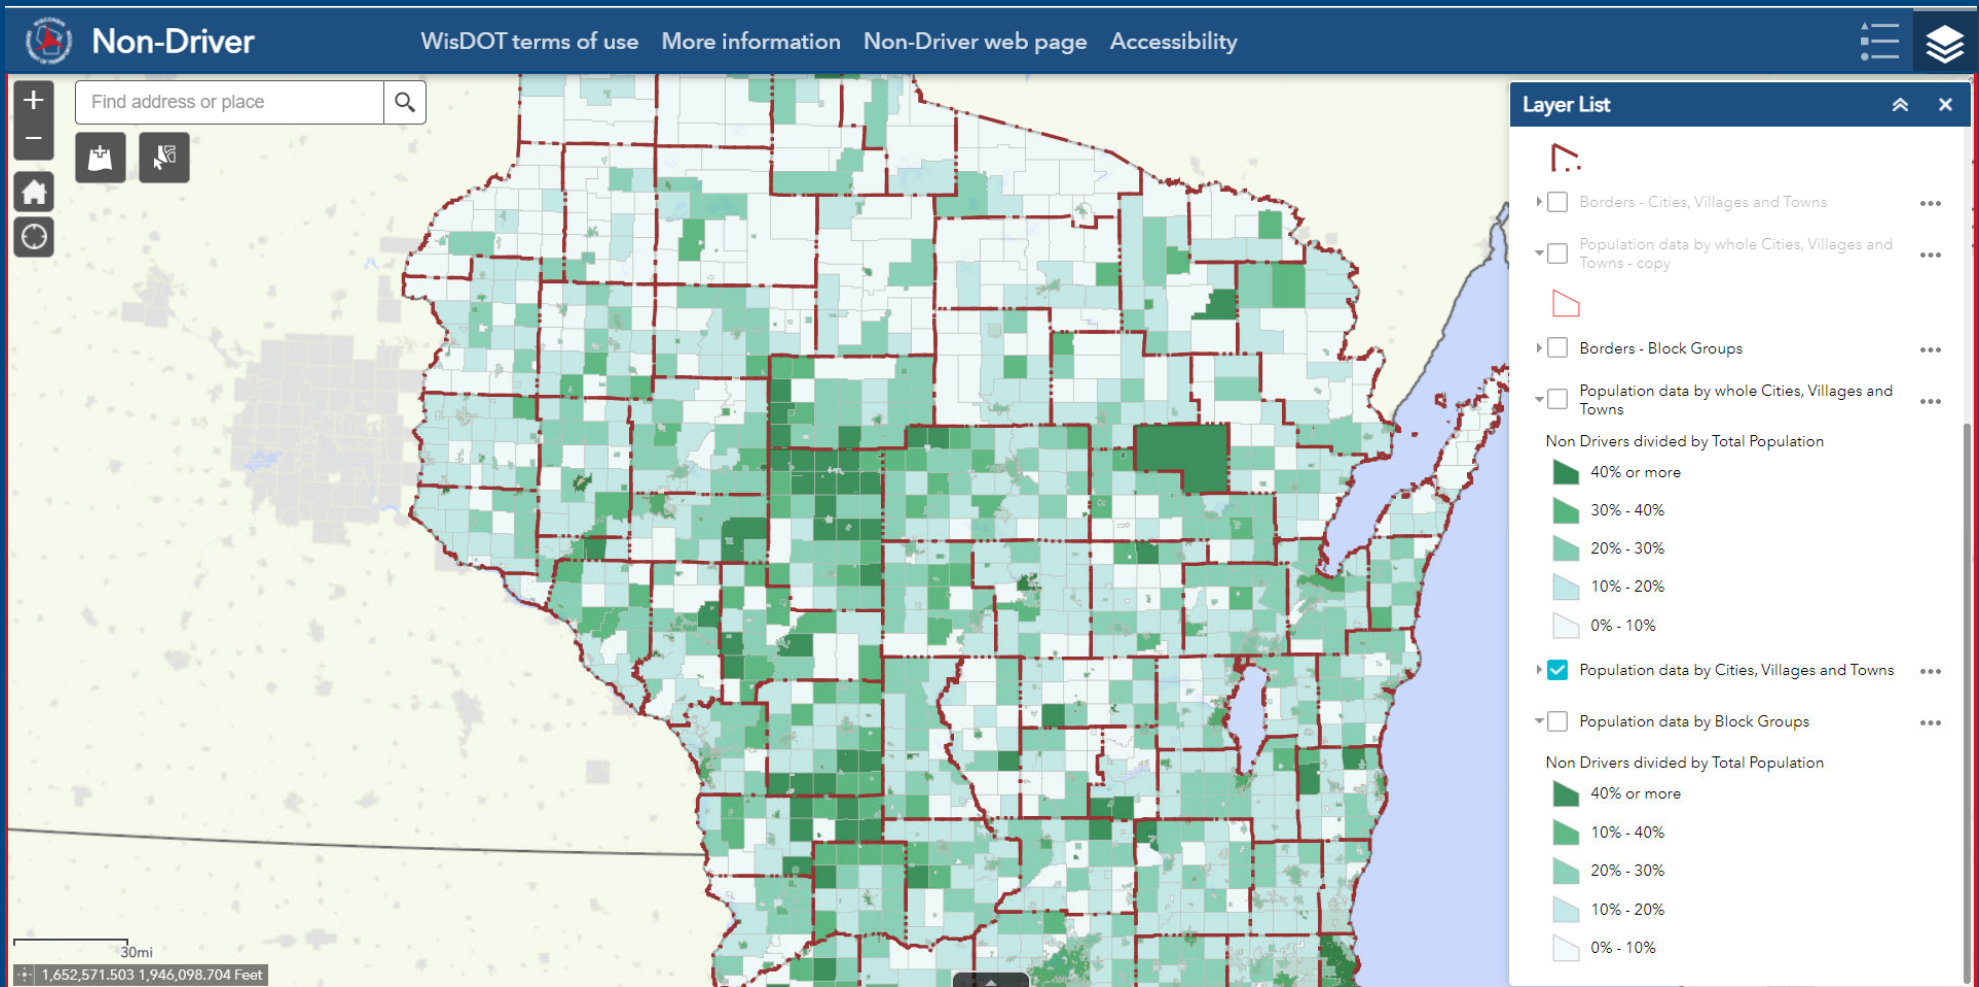 Non-Driver
WisDOT terms of use More information Non-Driver web page Accessibility
Find address or place
Layer List
Borders - Cities, Villages and Towns
Population data by whole Cities, Villages and
Towns - copy
Borders - Block Groups
Population data by whole Cities, Villages and
Towns
Non Drivers divided by Total Population
40% or more
30% - 40%
20% - 30%
10% - 20%
0% - 10%
Population data by Cities, Villages and Towns
Population data by Block Groups
Non Drivers divided by Total Population
40% or more
10% - 40%
20% - 30%
10% - 20%
0% - 10%
30mi
1,652,571.503 1,946,098.704 Feet